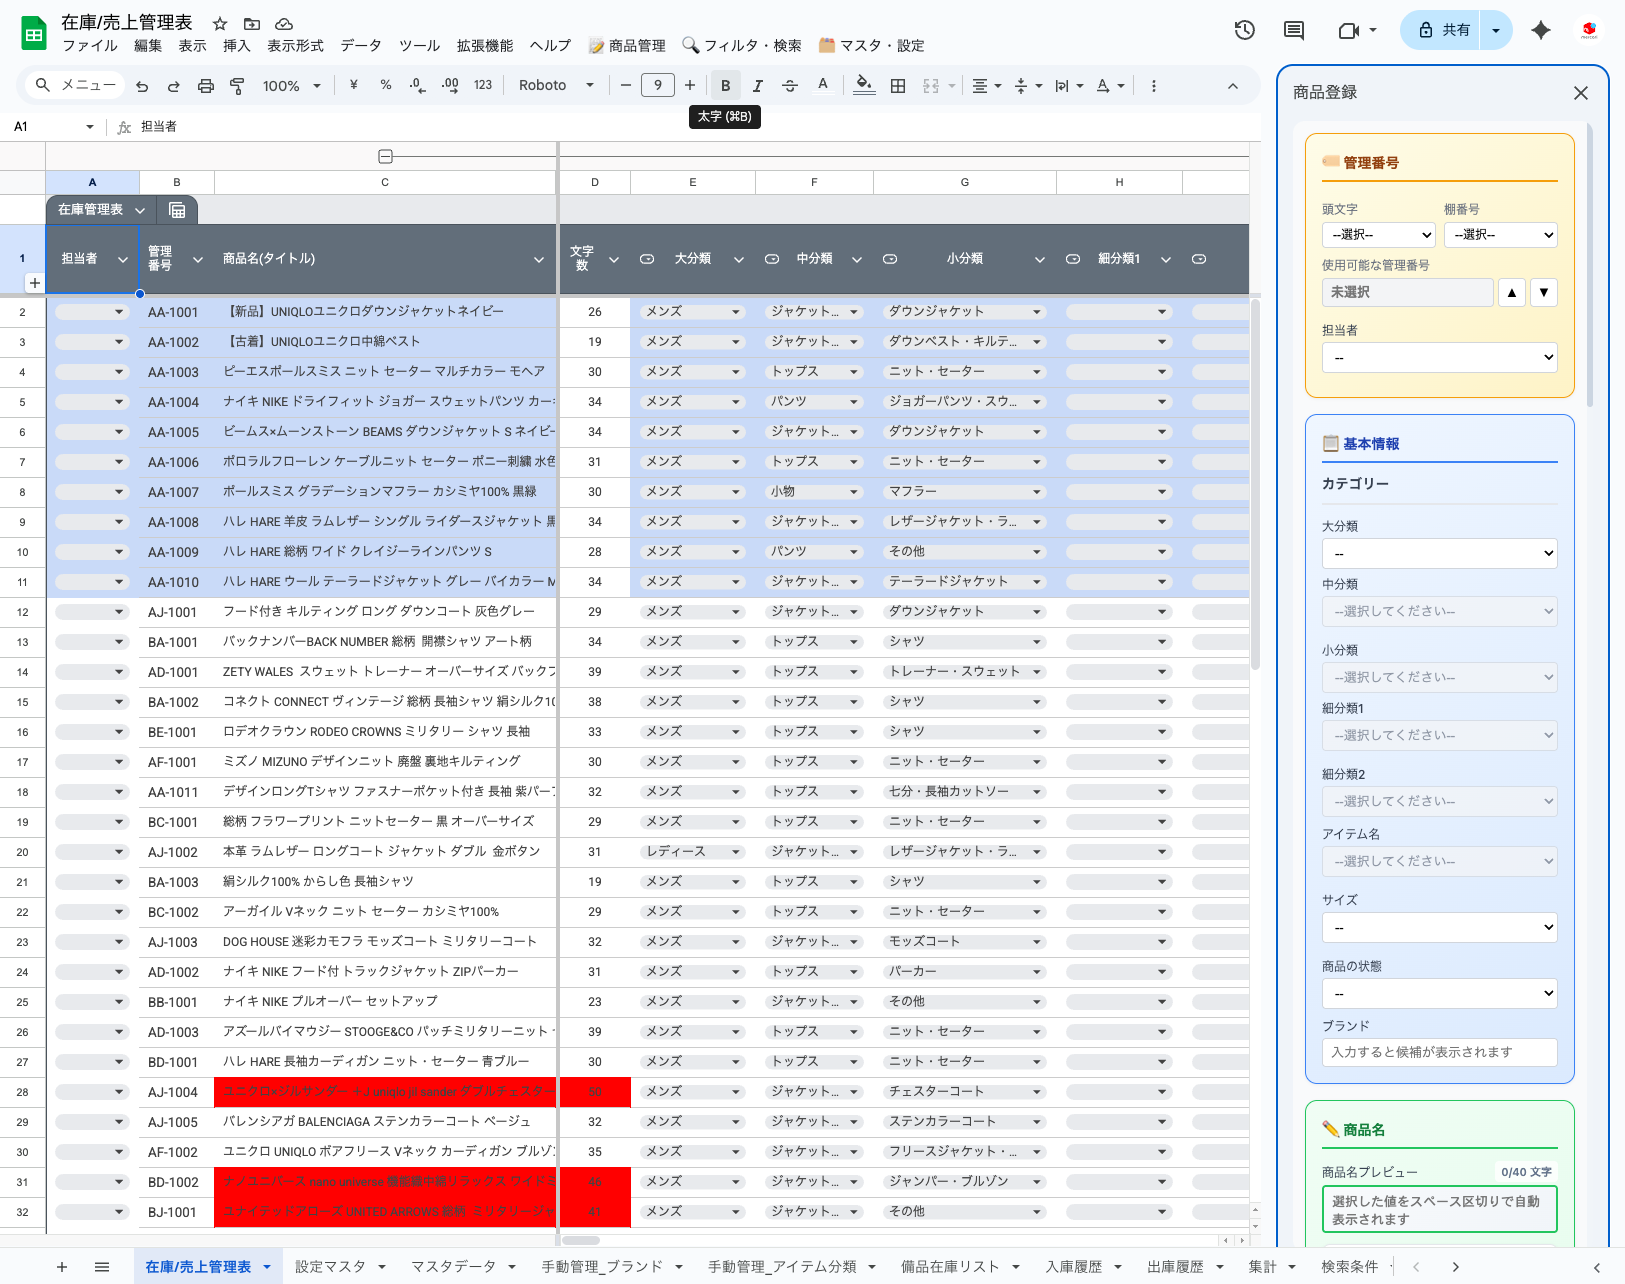 在庫/売上管理表
ファイル 編集 表示 挿入 表示形式 データ ツール 拡張機能 ヘルプ 商品管理 フィルタ・検索 マスタ・設定
共有
メニュー 100% ¥ % .0 .00 123 Roboto 9 B I A
太字 (⌘B)
A1 fx 担当者
A B C D E F G H
在庫管理表
1 担当者 管理番号 商品名(タイトル) 文字数 大分類 中分類 小分類 細分類1
2 AA-1001 【新品】UNIQLOユニクロダウンジャケットネイビー 26 メンズ ジャケット... ダウンジャケット
3 AA-1002 【古着】UNIQLOユニクロ中綿ベスト 19 メンズ ジャケット... ダウンベスト・キルテ...
4 AA-1003 ピーエスポールスミス ニット セーター マルチカラー モヘア 30 メンズ トップス ニット・セーター
5 AA-1004 ナイキ NIKE ドライフィット ジョガー スウェットパンツ カーキ 34 メンズ パンツ ジョガーパンツ・スウ...
6 AA-1005 ビームス×ムーンストーン BEAMS ダウンジャケット S ネイビー 34 メンズ ジャケット... ダウンジャケット
7 AA-1006 ポロラルフローレン ケーブルニット セーター ポニー刺繍 水色 31 メンズ トップス ニット・セーター
8 AA-1007 ポールスミス グラデーションマフラー カシミヤ100% 黒緑 30 メンズ 小物 マフラー
9 AA-1008 ハレ HARE 羊皮 ラムレザー シングル ライダースジャケット 黒 34 メンズ ジャケット... レザージャケット・ラ...
10 AA-1009 ハレ HARE 総柄 ワイド クレイジーラインパンツ S 28 メンズ パンツ その他
11 AA-1010 ハレ HARE ウール テーラードジャケット グレー バイカラー M 34 メンズ ジャケット... テーラードジャケット
12 AJ-1001 フード付き キルティング ロング ダウンコート 灰色グレー 29 メンズ ジャケット... ダウンジャケット
13 BA-1001 バックナンバーBACK NUMBER 総柄 開襟シャツ アート柄 34 メンズ トップス シャツ
14 AD-1001 ZETY WALES スウェット トレーナー オーバーサイズ バックプ 39 メンズ トップス トレーナー・スウェット
15 BA-1002 コネクト CONNECT ヴィンテージ 総柄 長袖シャツ 絹シルク10 38 メンズ トップス シャツ
16 BE-1001 ロデオクラウン RODEO CROWNS ミリタリー シャツ 長袖 33 メンズ トップス シャツ
17 AF-1001 ミズノ MIZUNO デザインニット 廃盤 裏地キルティング 30 メンズ トップス ニット・セーター
18 AA-1011 デザインロングTシャツ ファスナーポケット付き 長袖 紫パープ 32 メンズ トップス 七分・長袖カットソー
19 BC-1001 総柄 フラワープリント ニットセーター 黒 オーバーサイズ 29 メンズ トップス ニット・セーター
20 AJ-1002 本革 ラムレザー ロングコート ジャケット ダブル 金ボタン 31 レディース ジャケット... レザージャケット・ラ...
21 BA-1003 絹シルク100% からし色 長袖シャツ 19 メンズ トップス シャツ
22 BC-1002 アーガイル Vネック ニット セーター カシミヤ100% 29 メンズ トップス ニット・セーター
23 AJ-1003 DOG HOUSE 迷彩カモフラ モッズコート ミリタリーコート 32 メンズ ジャケット... モッズコート
24 AD-1002 ナイキ NIKE フード付 トラックジャケット ZIPパーカー 31 メンズ トップス パーカー
25 BB-1001 ナイキ NIKE プルオーバー セットアップ 23 メンズ ジャケット... その他
26 AD-1003 アズールバイマウジー STOOGE&CO パッチミリタリーニット 39 メンズ トップス ニット・セーター
27 BD-1001 ハレ HARE 長袖カーディガン ニット・セーター 青ブルー 30 メンズ トップス ニット・セーター
28 AJ-1004 ユニクロ×ジルサンダー +J uniqlo jil sander ダブルチェスター 50 メンズ ジャケット... チェスターコート
29 AJ-1005 バレンシアガ BALENCIAGA ステンカラーコート ベージュ 32 メンズ ジャケット... ステンカラーコート
30 AF-1002 ユニクロ UNIQLO ボアフリース Vネック カーディガン ブルゾン 35 メンズ ジャケット... フリースジャケット・...
31 BD-1002 ナノユニバース nano universe リラックス ワイド 46 メンズ ジャケット... ジャンパー・ブルゾン
32 BJ-1001 ユナイテッドアローズ UNITED ARROWS 総柄 ミリタリージャ 41 メンズ ジャケット... その他
在庫/売上管理表 設定マスタ マスタデータ 手動管理_ブランド 手動管理_アイテム分類 備品在庫リスト 入庫履歴 出庫履歴 集計 検索条件
商品登録
管理番号
頭文字 棚番号
--選択-- --選択--
使用可能な管理番号
未選択 ▲ ▼
担当者
--
基本情報
カテゴリー
大分類
--
中分類
--選択してください--
小分類
--選択してください--
細分類1
--選択してください--
細分類2
--選択してください--
アイテム名
--選択してください--
サイズ
--
商品の状態
--
ブランド
入力すると候補が表示されます
商品名
商品名プレビュー 0/40 文字
選択した値をスペース区切りで自動
表示されます